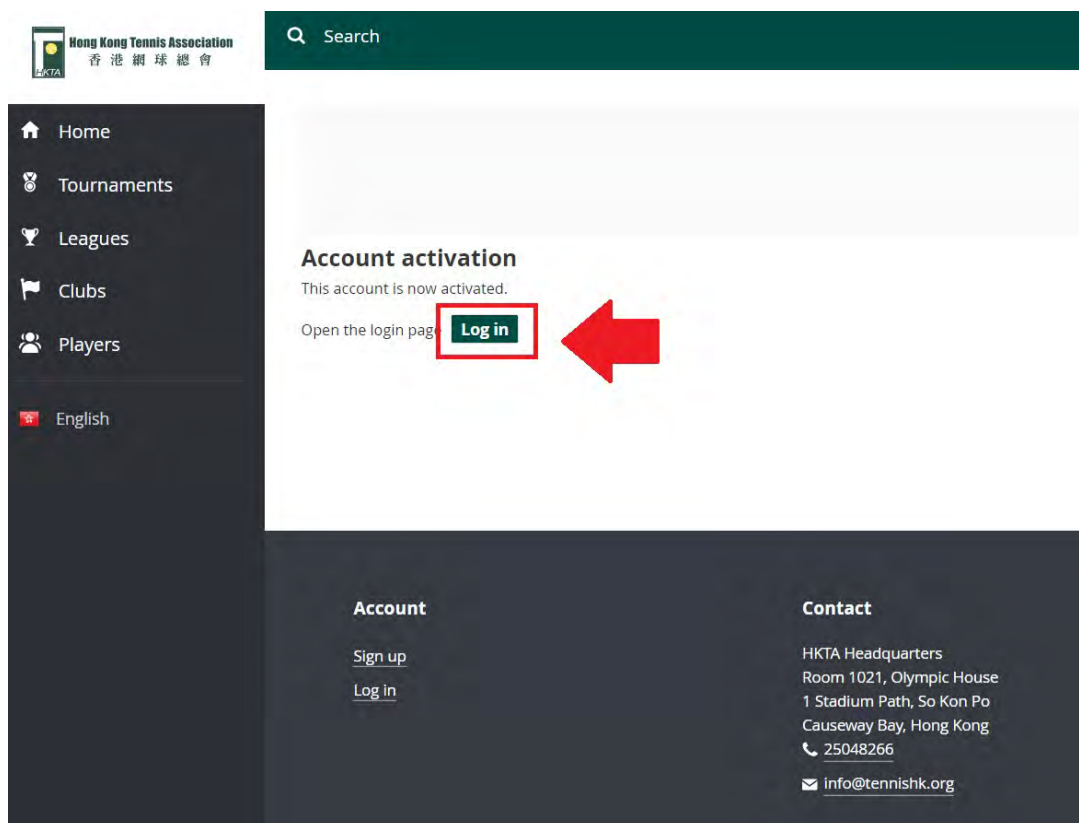 Hong Kong Tennis Association
香港網球總會
HKTA
Search
Home
Tournaments
Leagues
Clubs
Players
English
Account activation
This account is now activated.
Open the login page Log in
Account
Sign up
Log in
Contact
HKTA Headquarters
Room 1021, Olympic House
1 Stadium Path, So Kon Po
Causeway Bay, Hong Kong
25048266
info@tennishk.org